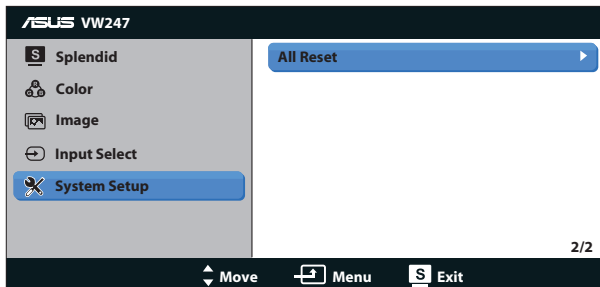 ASUS VW247
S Splendid
Color
Image
Input Select
System Setup
All Reset
2/2
Move Menu S Exit